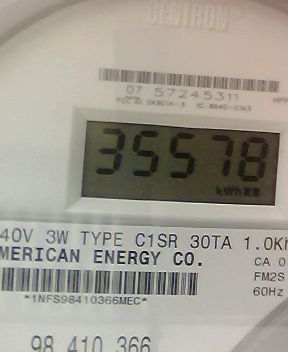 CENTRON®
07 57245311
35578
kWh
40V 3W TYPE C1SR 30TA 1.0Kh
MERICAN ENERGY CO.
CA 0
FM2S
60Hz
*1NFS98410366MEC*
98 410 366